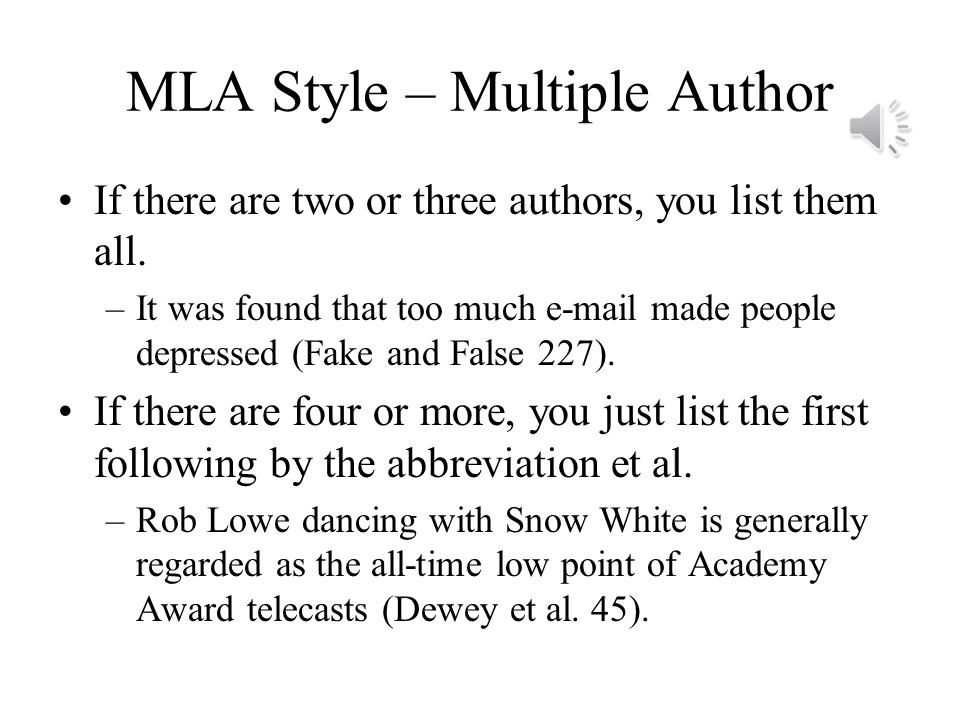 MLA Style – Multiple Author
• If there are two or three authors, you list them
all.
– It was found that too much e-mail made people
depressed (Fake and False 227).
• If there are four or more, you just list the first
following by the abbreviation et al.
– Rob Lowe dancing with Snow White is generally
regarded as the all-time low point of Academy
Award telecasts (Dewey et al. 45).